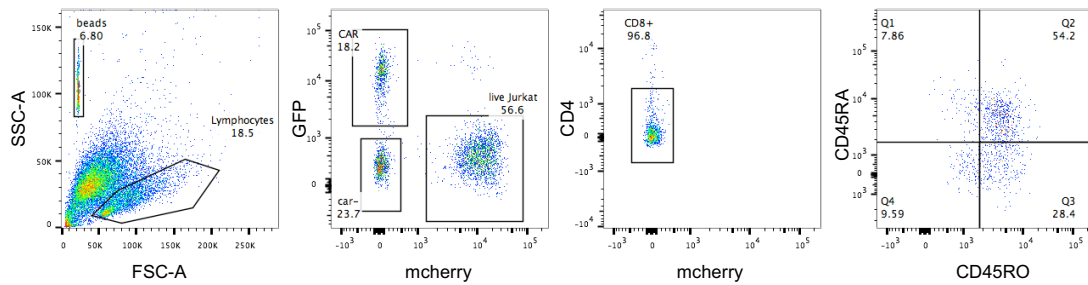 beads
6.80
Lymphocytes
18.5
150K
100K
50K
0
0
50K
100K
150K
200K
250K
SSC-A
FSC-A
CAR
18.2
live Jurkat
56.6
car-
23.7
10^5
10^4
10^3
0
-10^3
0
10^3
10^4
10^5
GFP
mcherry
CD8+
96.8
10^4
10^3
0
-10^3
-10^4
-10^3
0
10^3
10^4
10^5
CD4
mcherry
Q1
7.86
Q2
54.2
Q4
9.59
Q3
28.4
10^5
10^4
10^3
0
-10^3
-10^3
0
10^3
10^4
10^5
CD45RA
CD45RO